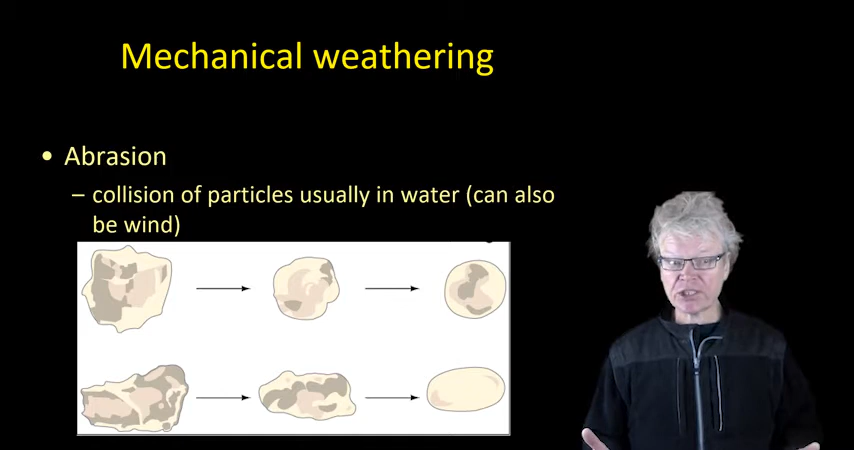 Mechanical weathering
• Abrasion
– collision of particles usually in water (can also
be wind)